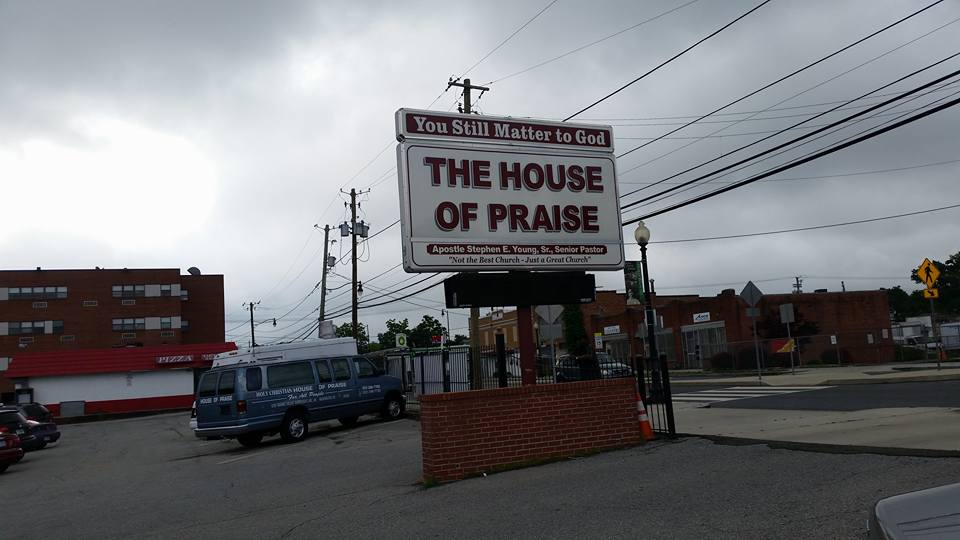 You Still Matter to God
THE HOUSE
OF PRAISE
Apostle Stephen E. Young, Sr., Senior Pastor
"Not the Best Church - Just a Great Church"
PIZZA
HOUSE OF PRAISE
HOLY CHRISTIAN HOUSE OF PRAISE
For All People